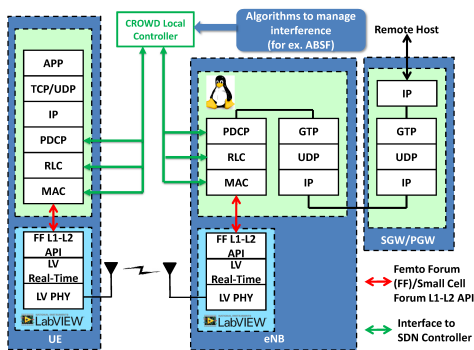 CROWD Local
Controller
Algorithms to manage
interference
(for ex. ABSF)
Remote Host
APP
TCP/UDP
IP
PDCP
RLC
MAC
FF L1-L2
API
LV
Real-Time
LV PHY
LabVIEW
UE
PDCP
RLC
MAC
GTP
UDP
IP
FF L1-L2
API
LV
Real-Time
LV PHY
LabVIEW
eNB
IP
GTP
UDP
IP
SGW/PGW
Femto Forum
(FF)/Small Cell
Forum L1-L2 API
Interface to
SDN Controller